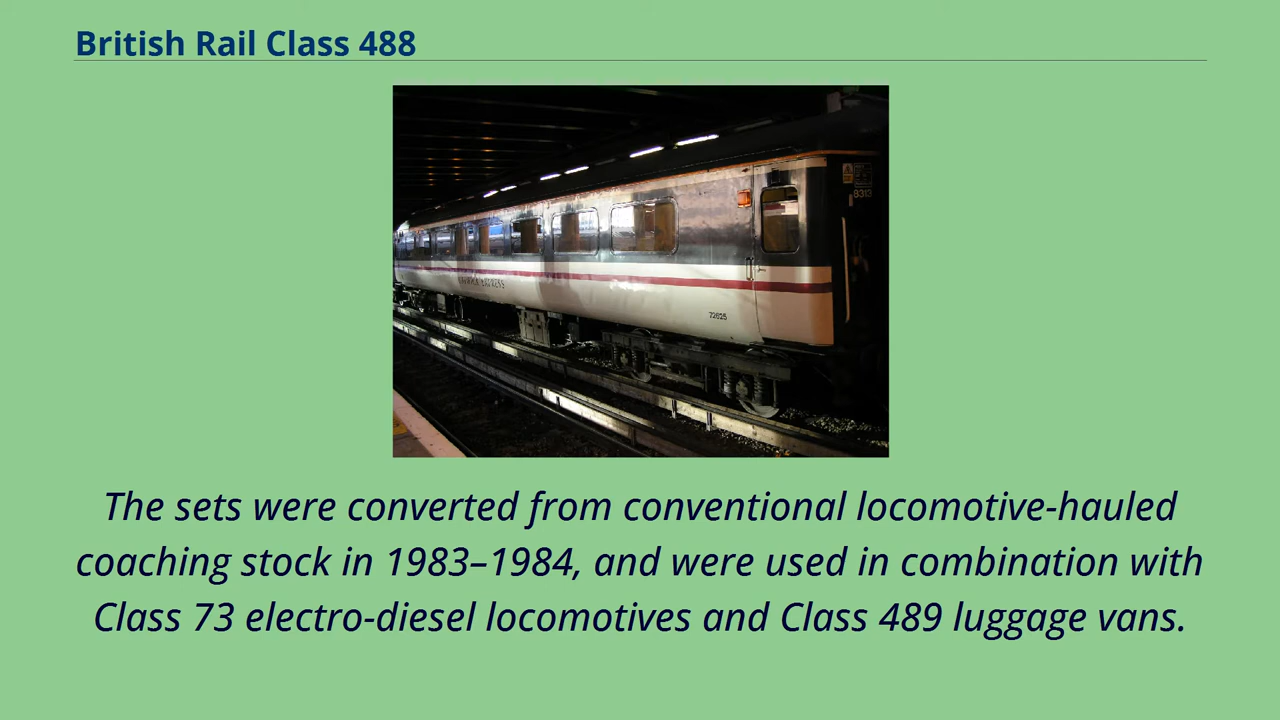 British Rail Class 488
8313
72625
The sets were converted from conventional locomotive-hauled
coaching stock in 1983–1984, and were used in combination with
Class 73 electro-diesel locomotives and Class 489 luggage vans.